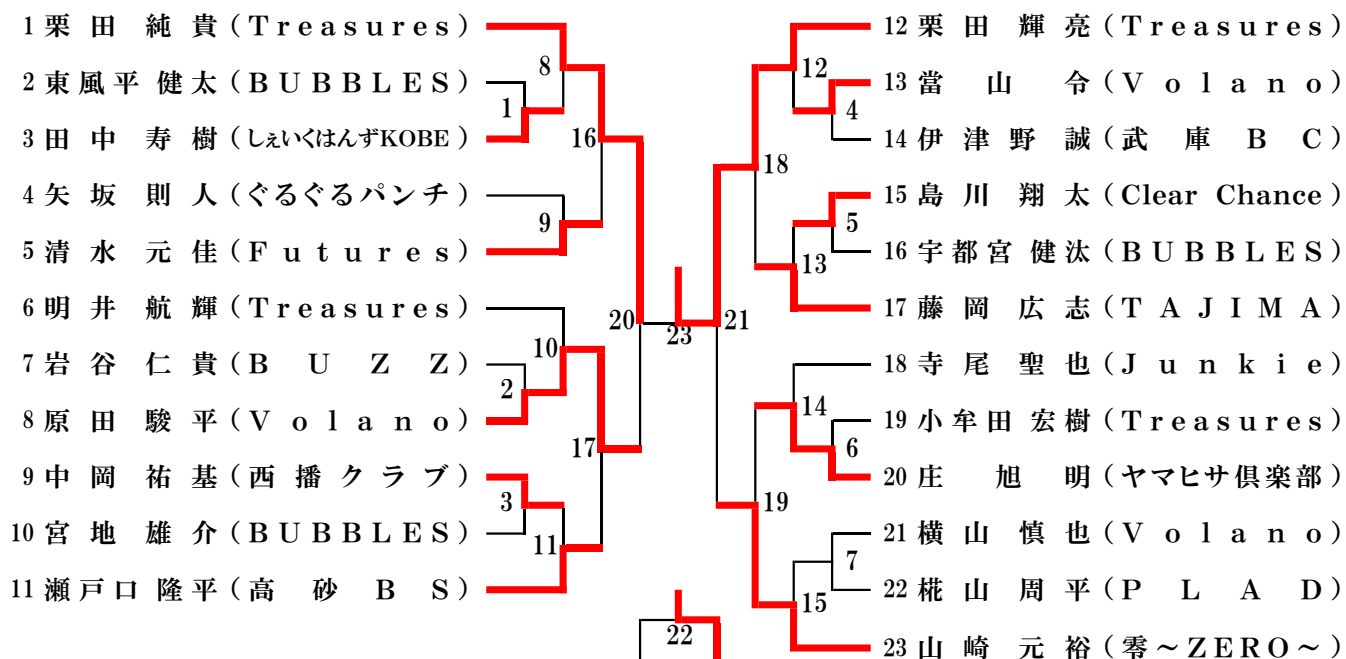 1 栗田純貴 (Treasures)
2 東風平健太 (BUBBLES)
3 田中寿樹 (しぇいくはんずKOBE)
4 矢坂則人 (ぐるぐるパンチ)
5 清水元佳 (Futures)
6 明井航輝 (Treasures)
7 岩谷仁貴 (BUZZ)
8 原田駿平 (Volano)
9 中岡祐基 (西播クラブ)
10 宮地雄介 (BUBBLES)
11 瀬戸口隆平 (高砂BS)
8
1
16
9
20
10
2
17
3
11
23
22
12
4
18
5
13
21
14
6
19
7
15
12 栗田輝亮 (Treasures)
13 當山令 (Volano)
14 伊津野誠 (武庫BC)
15 島川翔太 (Clear Chance)
16 宇都宮健汰 (BUBBLES)
17 藤岡広志 (TAJIMA)
18 寺尾聖也 (Junkie)
19 小牟田宏樹 (Treasures)
20 庄旭明 (ヤマヒサ倶楽部)
21 横山慎也 (Volano)
22 椛山周平 (PLAD)
23 山崎元裕 (零～ZERO～)